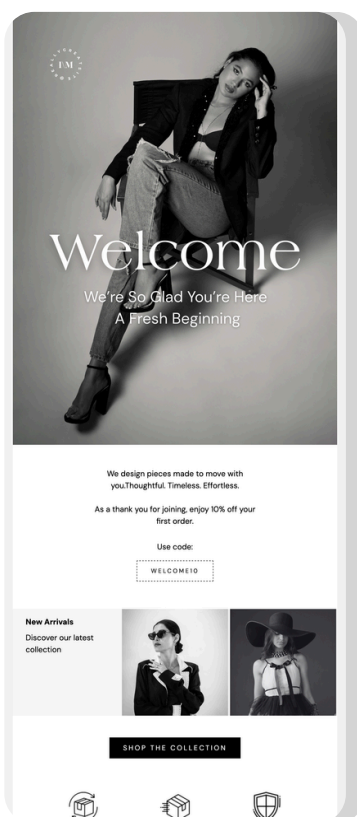 Welcome
We're So Glad You're Here
A Fresh Beginning
We design pieces made to move with
you.Thoughtful. Timeless. Effortless.
As a thank you for joining, enjoy 10% off your
first order.
Use code:
WELCOME10
New Arrivals
Discover our latest
collection
SHOP THE COLLECTION